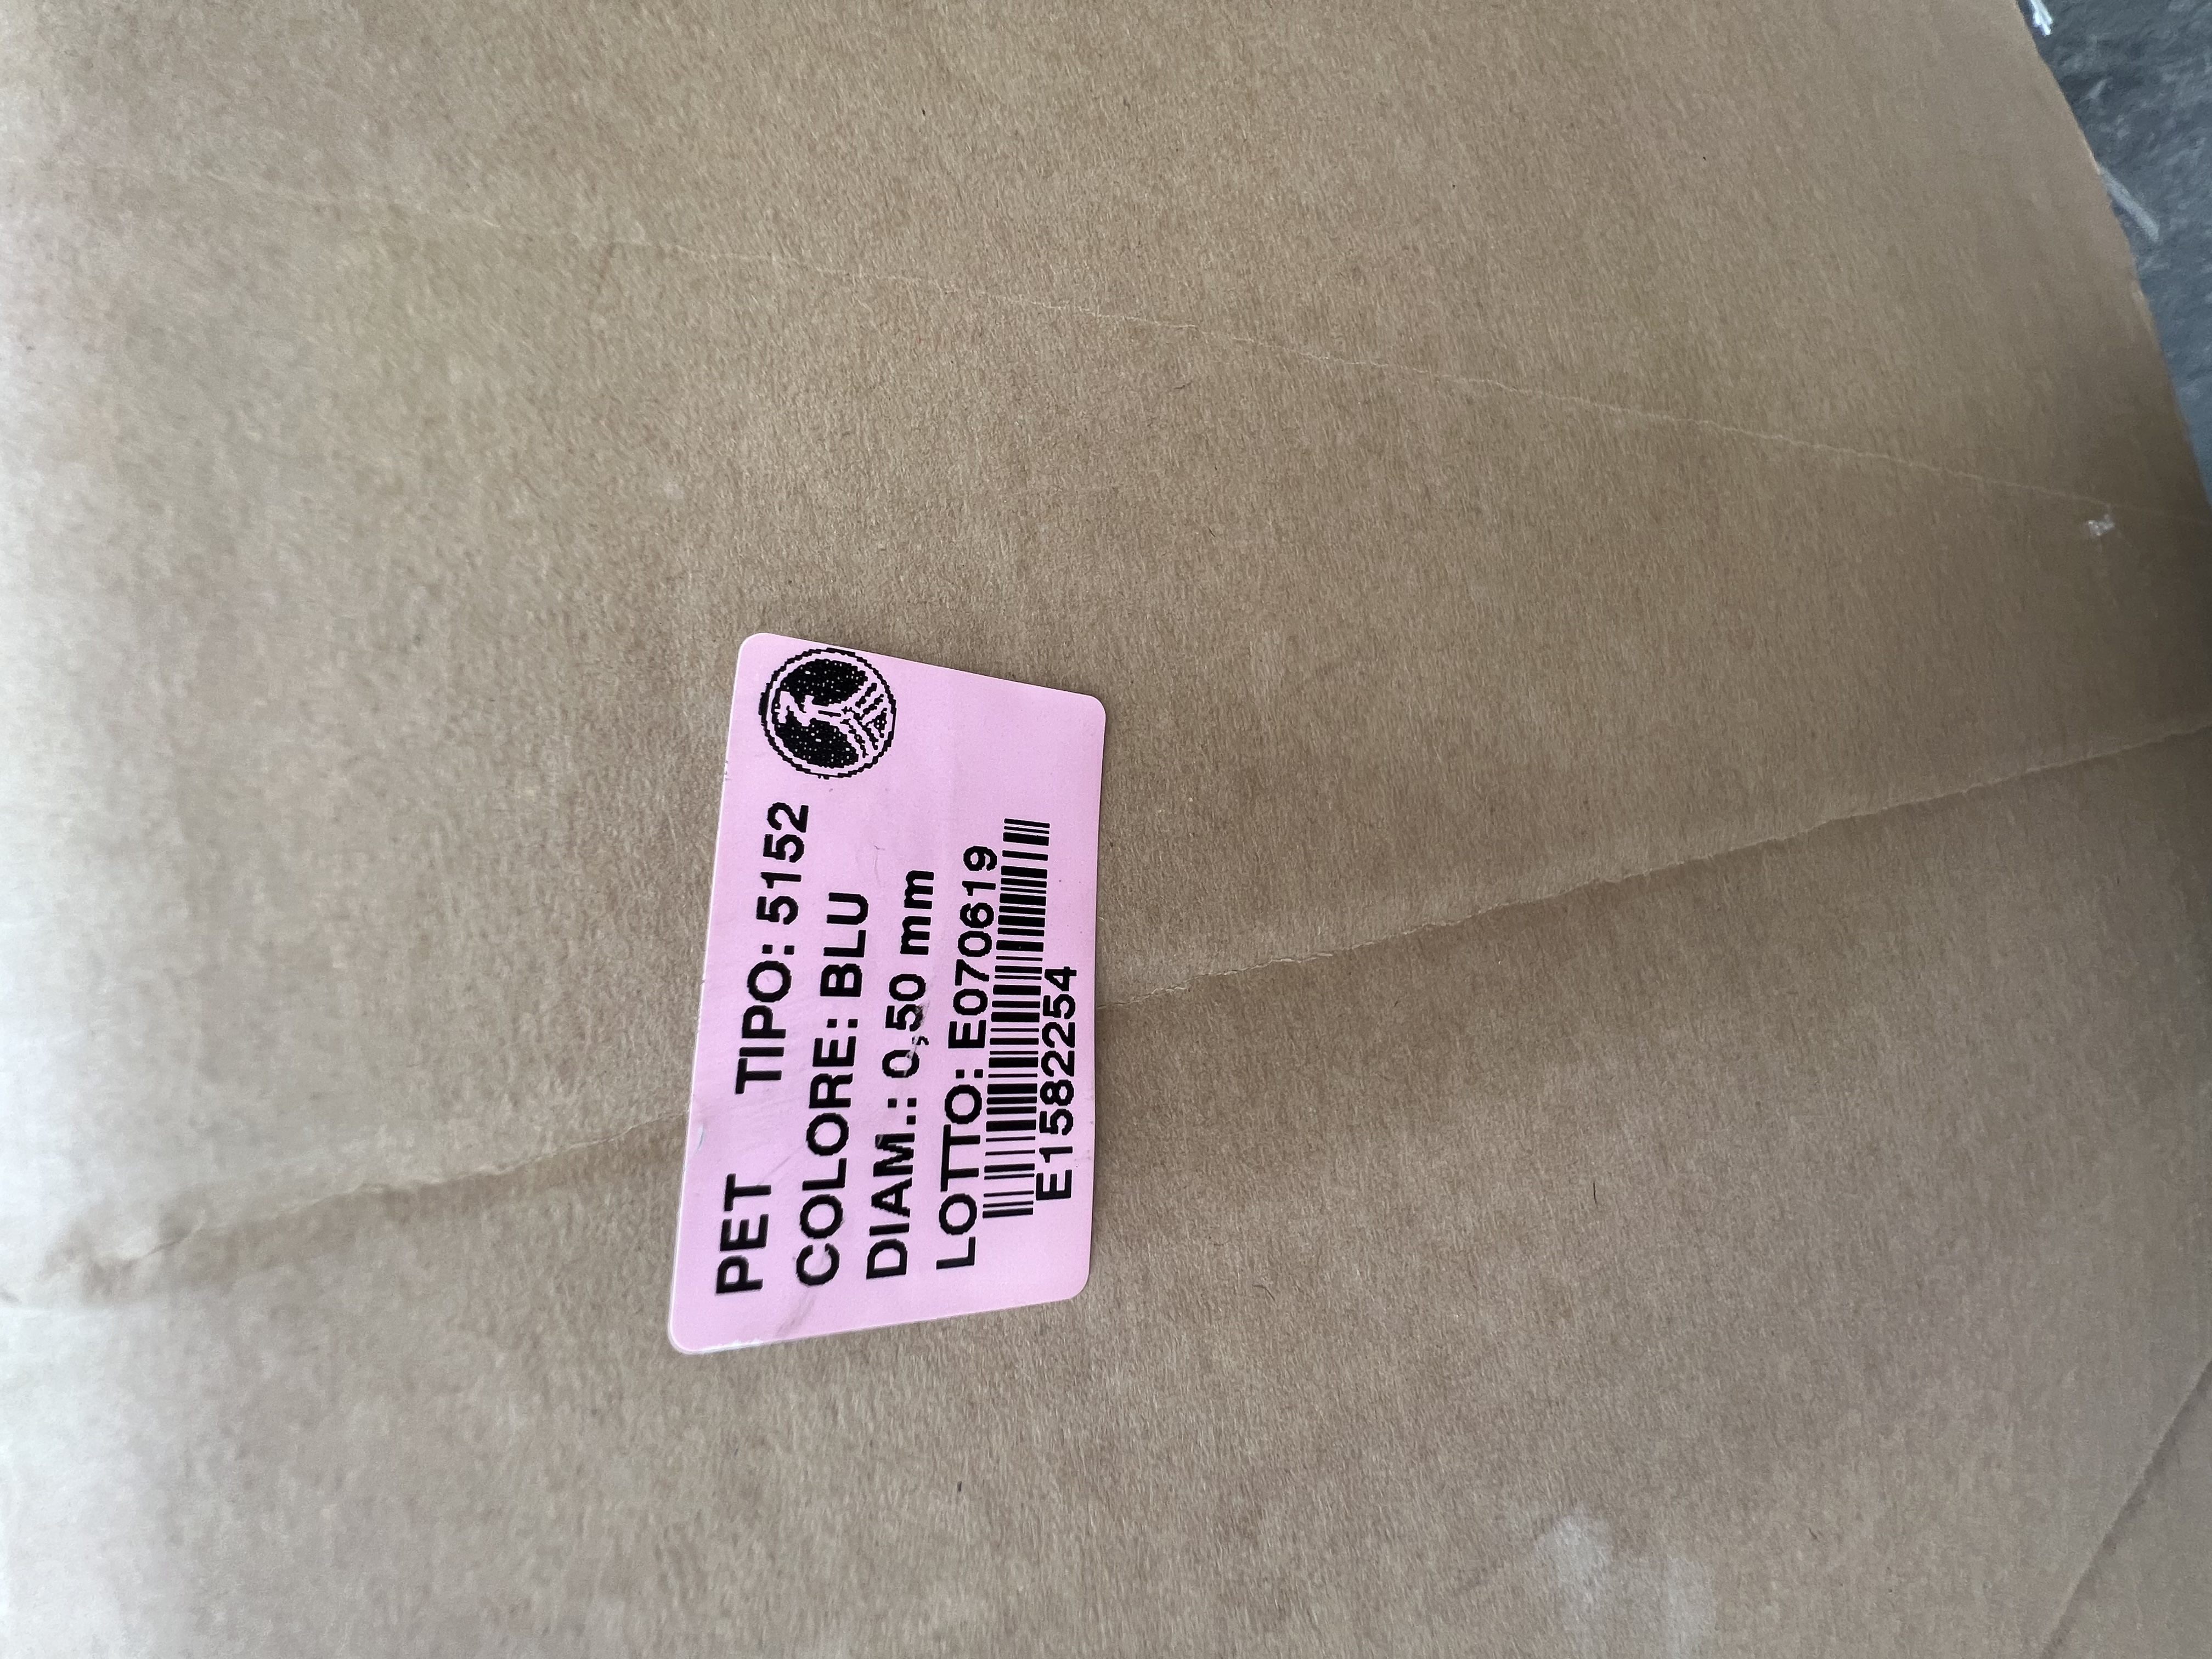 PET TIPO: 5152
COLORE: BLU
DIAM.: 0,50 mm
LOTTO: E070619
E1582254